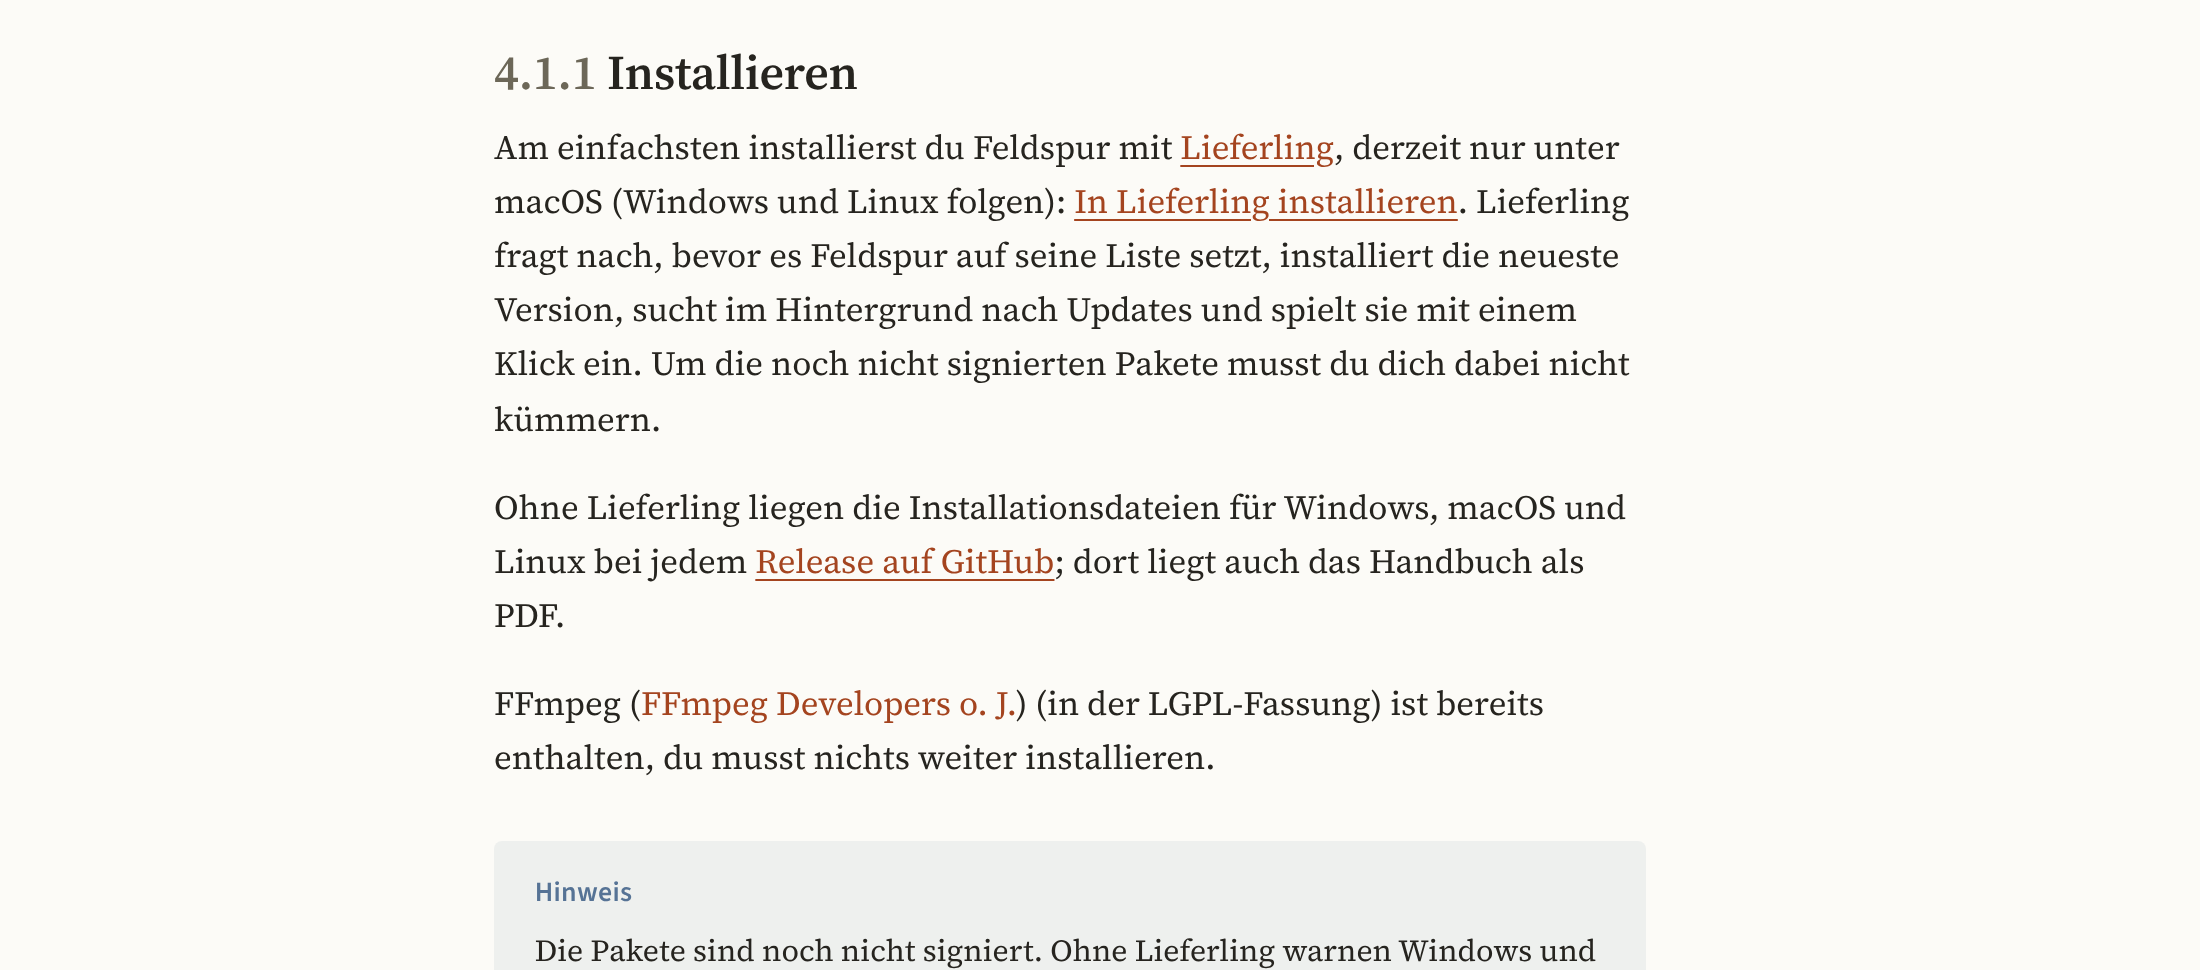 4.1.1 Installieren
Am einfachsten installierst du Feldspur mit Lieferling, derzeit nur unter
macOS (Windows und Linux folgen): In Lieferling installieren. Lieferling
fragt nach, bevor es Feldspur auf seine Liste setzt, installiert die neueste
Version, sucht im Hintergrund nach Updates und spielt sie mit einem
Klick ein. Um die noch nicht signierten Pakete musst du dich dabei nicht
kümmern.
Ohne Lieferling liegen die Installationsdateien für Windows, macOS und
Linux bei jedem Release auf GitHub; dort liegt auch das Handbuch als
PDF.
FFmpeg (FFmpeg Developers o. J.) (in der LGPL-Fassung) ist bereits
enthalten, du musst nichts weiter installieren.
Hinweis
Die Pakete sind noch nicht signiert. Ohne Lieferling warnen Windows und